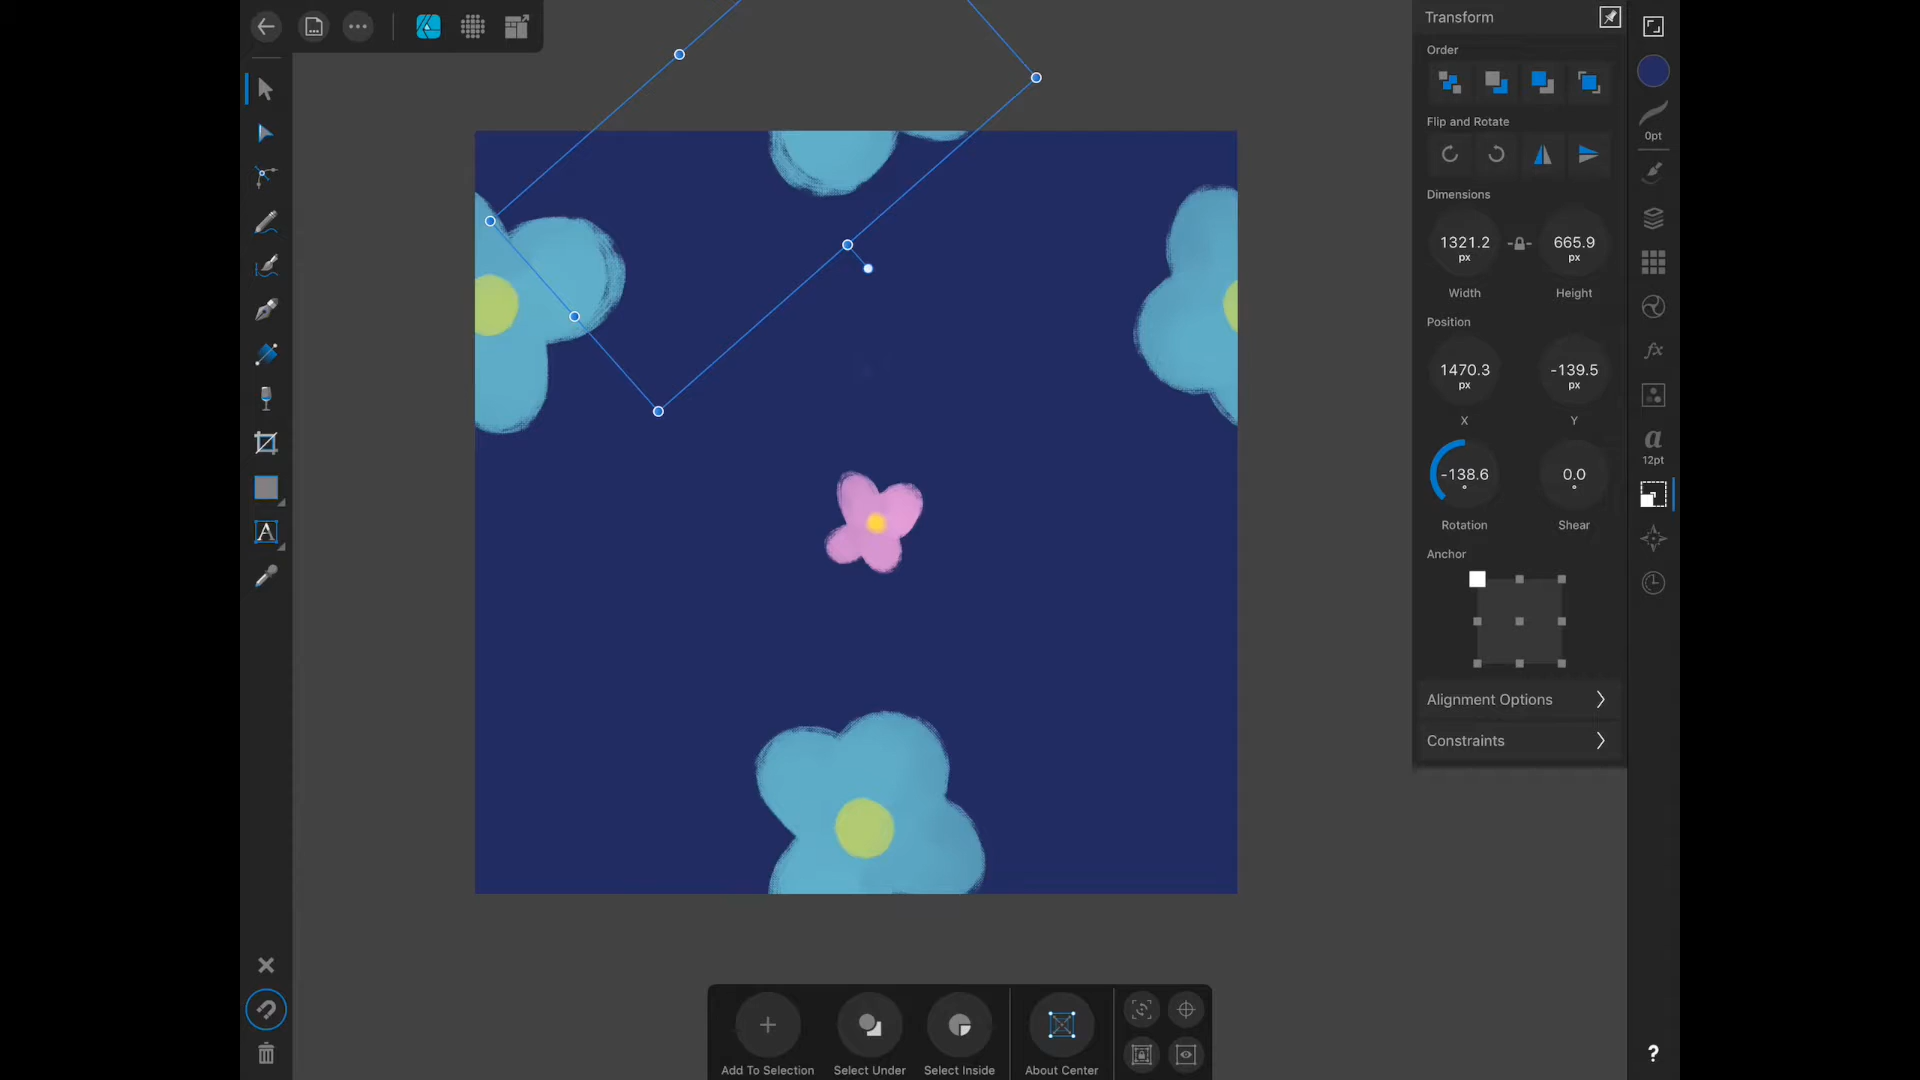 Transform
Order
0pt
Flip and Rotate
Dimensions
1321.2 px
665.9 px
Width
Height
Position
1470.3 px
-139.5 px
X
Y
fx
a
12pt
-138.6 °
0.0 °
Rotation
Shear
Anchor
A
Alignment Options
Constraints
Add To Selection
Select Under
Select Inside
About Center
?